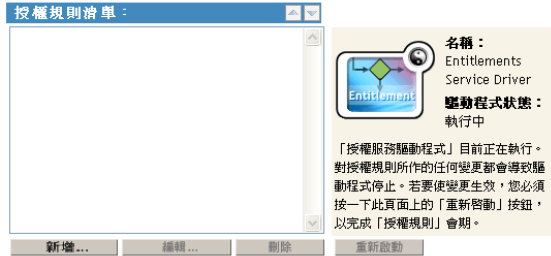 授權規則清單：
名稱：
Entitlements
Service Driver
驅動程式狀態：
執行中
Entitlement
「授權服務驅動程式」目前正在執行。
對授權規則所作的任何變更都會導致驅
動程式停止。若要使變更生效，您必須
按一下此頁面上的「重新啟動」按鈕，
以完成「授權規則」會期。
新增...
編輯...
刪除
重新啟動